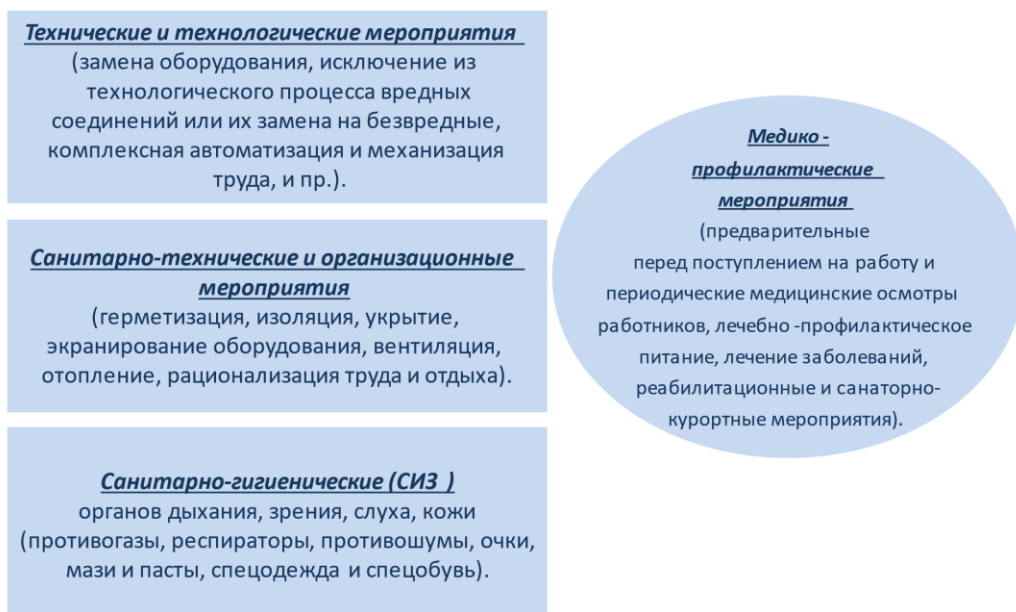 Технические и технологические мероприятия
(замена оборудования, исключение из
технологического процесса вредных
соединений или их замена на безвредные,
комплексная автоматизация и механизация
труда, и пр.).
Санитарно-технические и организационные
мероприятия
(герметизация, изоляция, укрытие,
экранирование оборудования, вентиляция,
отопление, рационализация труда и отдыха).
Санитарно-гигиенические (СИЗ )
органов дыхания, зрения, слуха, кожи
(противогазы, респираторы, противошумы, очки,
мази и пасты, спецодежда и спецобувь).
Медико -
профилактические
мероприятия
(предварительные
перед поступлением на работу и
периодические медицинские осмотры
работников, лечебно -профилактическое
питание, лечение заболеваний,
реабилитационные и санаторно-
курортные мероприятия).